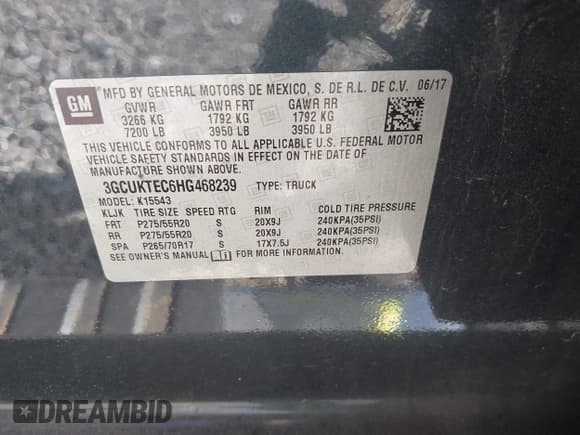 GM
MFD BY GENERAL MOTORS DE MEXICO, S. DE R.L. DE C.V. 06/17
GVWR GAWR FRT GAWR RR
3266 KG 1792 KG 1792 KG
7200 LB 3950 LB 3950 LB
THIS VEHICLE CONFORMS TO ALL APPLICABLE U.S. FEDERAL MOTOR
VEHICLE SAFETY STANDARDS IN EFFECT ON THE DATE OF
MANUFACTURE SHOWN ABOVE.
3GCUKTEC6HG468239 TYPE: TRUCK
MODEL: K15543
KLJK TIRE SIZE SPEED RTG RIM COLD TIRE PRESSURE
FRT P275/55R20 S 20X9J 240KPA(35PSI)
RR P275/55R20 S 20X9J 240KPA(35PSI)
SPA P265/70R17 S 17X7.5J 240KPA(35PSI)
SEE OWNER'S MANUAL FOR MORE INFORMATION.
DREAMBID